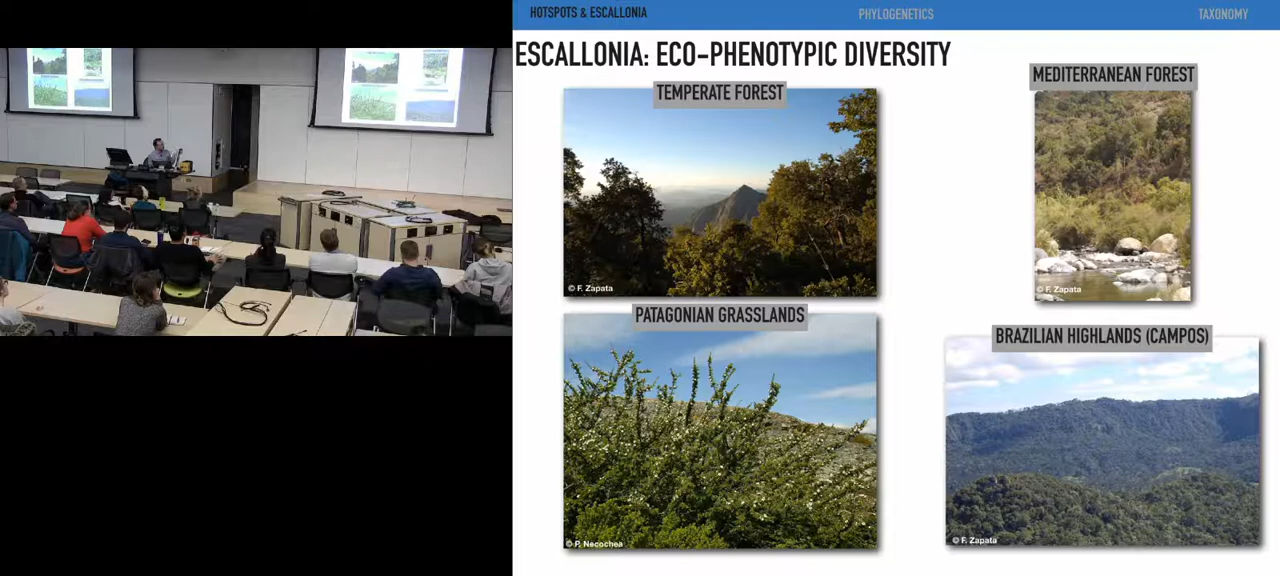 HOTSPOTS & ESCALLONIA
PHYLOGENETICS
TAXONOMY
ESCALLONIA: ECO-PHENOTYPIC DIVERSITY
TEMPERATE FOREST
MEDITERRANEAN FOREST
© F. Zapata
© F. Zapata
PATAGONIAN GRASSLANDS
BRAZILIAN HIGHLANDS (CAMPOS)
© P. Necochea
© F. Zapata